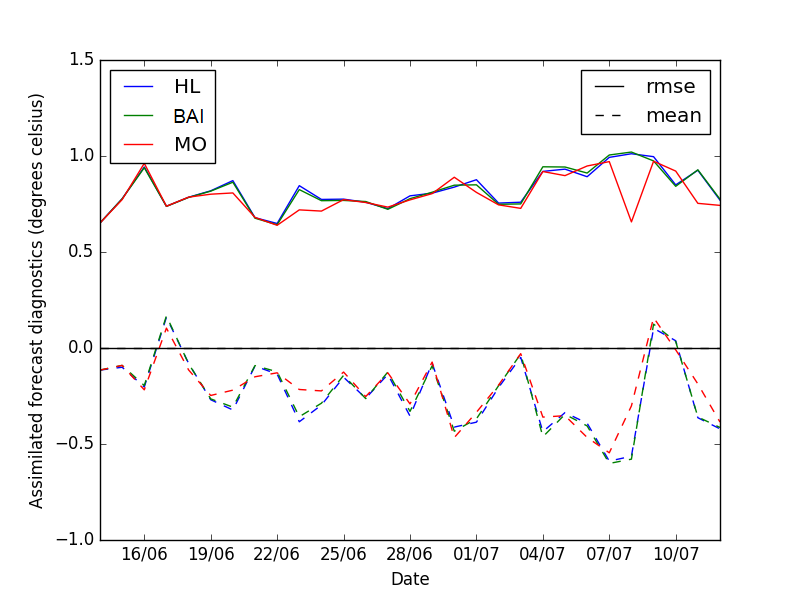 1.5
1.0
0.5
0.0
−0.5
−1.0
Assimilated forecast diagnostics (degrees celsius)
HL
BAI
MO
rmse
mean
16/06 19/06 22/06 25/06 28/06 01/07 04/07 07/07 10/07
Date